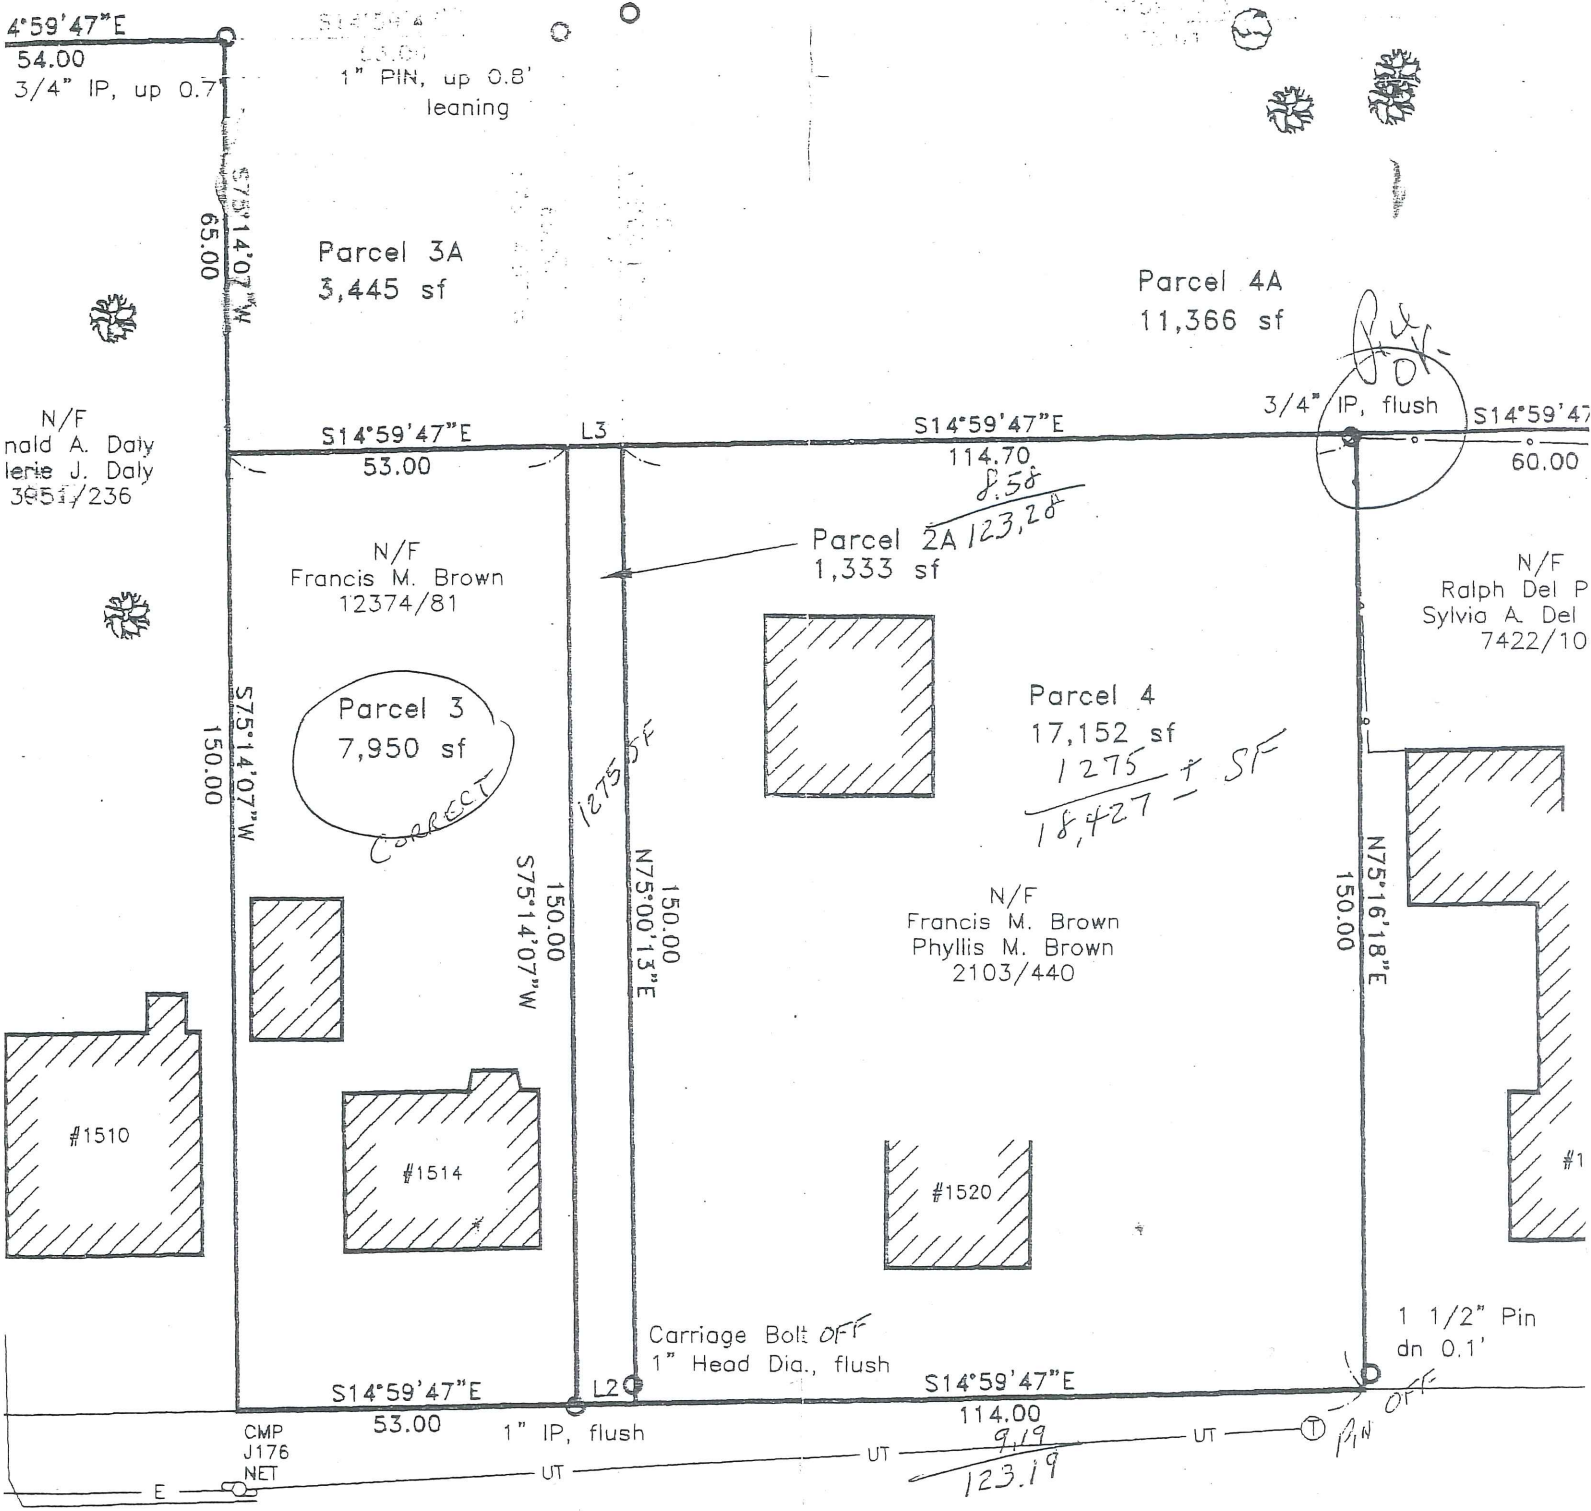 4°59'47"E
54.00
3/4" IP, up 0.7'
S14°59'4
53.00
1" PIN, up 0.8'
leaning
S75°14'07"W
65.00
Parcel 3A
3,445 sf
Parcel 4A
11,366 sf
3/4" IP, flush
OK
S14°59'47
60.00
N/F
nald A. Daly
lerie J. Daly
3951/236
S14°59'47"E
53.00
L3
S14°59'47"E
114.70
8.58
123,28
N/F
Francis M. Brown
12374/81
Parcel 2A
1,333 sf
N/F
Ralph Del P
Sylvia A. Del
7422/10
Parcel 3
7,950 sf
CORRECT
S75°14'07"W
150.00
1275 SF
Parcel 4
17,152 sf
1275
18,427 ± SF
S75°14'07"W
150.00
N75°00'13"E
150.00
N/F
Francis M. Brown
Phyllis M. Brown
2103/440
N75°16'18"E
150.00
#1510
#1514
#1520
#1
Carriage Bolt OFF
1" Head Dia., flush
1 1/2" Pin
dn 0.1'
OFF
PIN
S14°59'47"E
53.00
L2
1" IP, flush
S14°59'47"E
114.00
9.19
123.19
CMP
J176
NET
E
UT
UT
UT
T